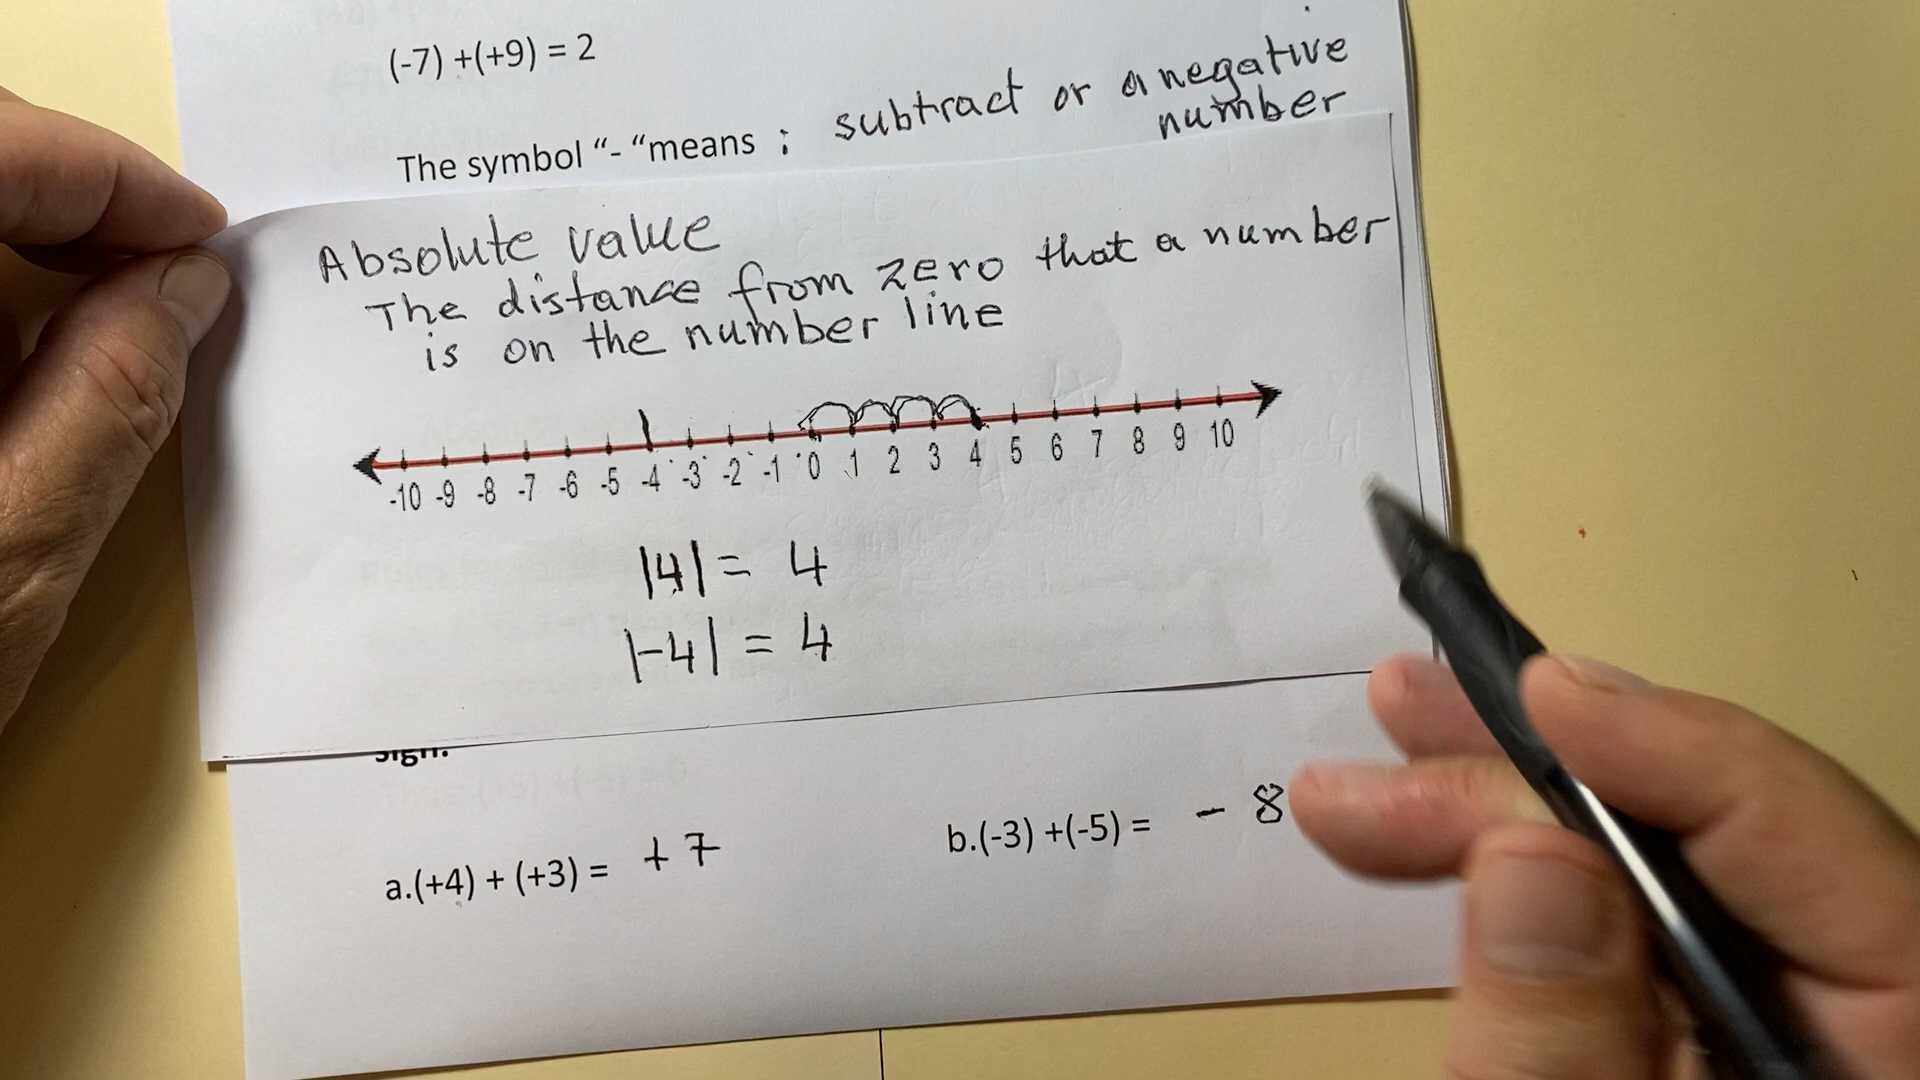 (-7) +(+9) = 2
The symbol “- “means : subtract or a negative
number
Absolute value
The distance from zero that a number
is on the number line
-10 -9 -8 -7 -6 -5 -4 -3 -2 -1 0 1 2 3 4 5 6 7 8 9 10
|4| = 4
|-4| = 4
sign.
a.(+4) + (+3) = +7
b.(-3) +(-5) = - 8